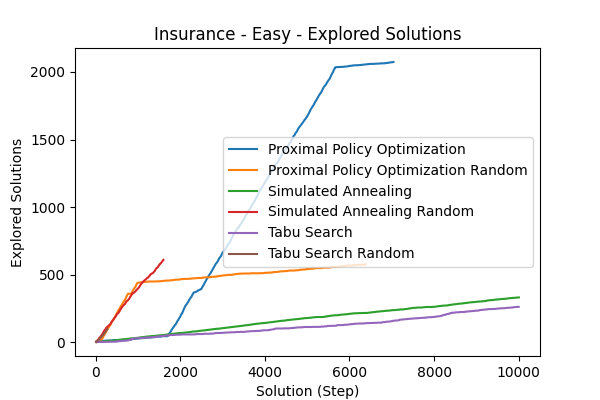 Insurance - Easy - Explored Solutions
2000
1500
1000
500
0
Explored Solutions
Proximal Policy Optimization
Proximal Policy Optimization Random
Simulated Annealing
Simulated Annealing Random
Tabu Search
Tabu Search Random
0 2000 4000 6000 8000 10000
Solution (Step)